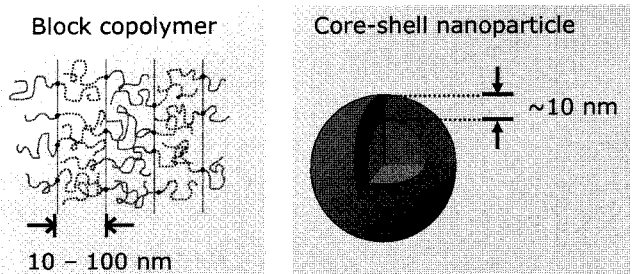 Block copolymer
10 – 100 nm
Core-shell nanoparticle
~10 nm